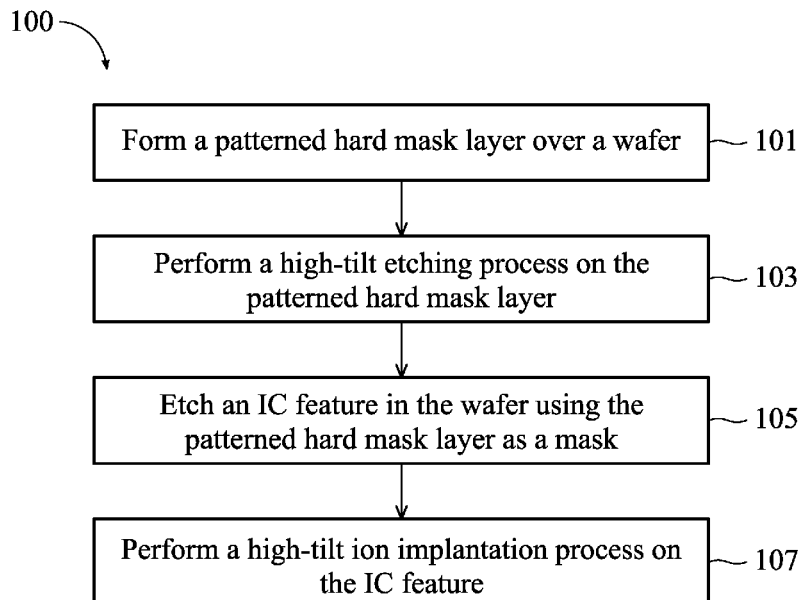 100
Form a patterned hard mask layer over a wafer
101
Perform a high-tilt etching process on the
patterned hard mask layer
103
Etch an IC feature in the wafer using the
patterned hard mask layer as a mask
105
Perform a high-tilt ion implantation process on
the IC feature
107